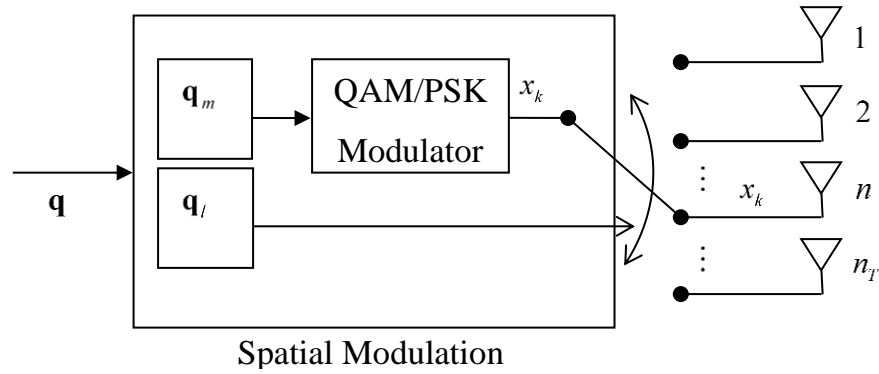 1
q_m
QAM/PSK
Modulator
x_k
2
⋮
q
q_l
x_k
n
⋮
n_T
Spatial Modulation